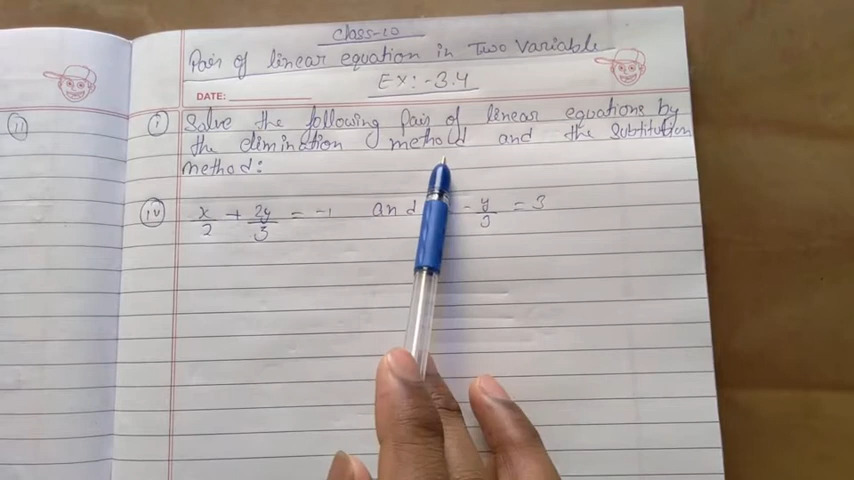 Class-10
Pair of linear equation in Two Variable
EX:-3.4
DATE:
(i) Solve the following Pair of linear equations by
the elimination method and the Substitution
method:
(ii)
(iv) x/2 + 2y/3 = -1 and - y/3 = 3